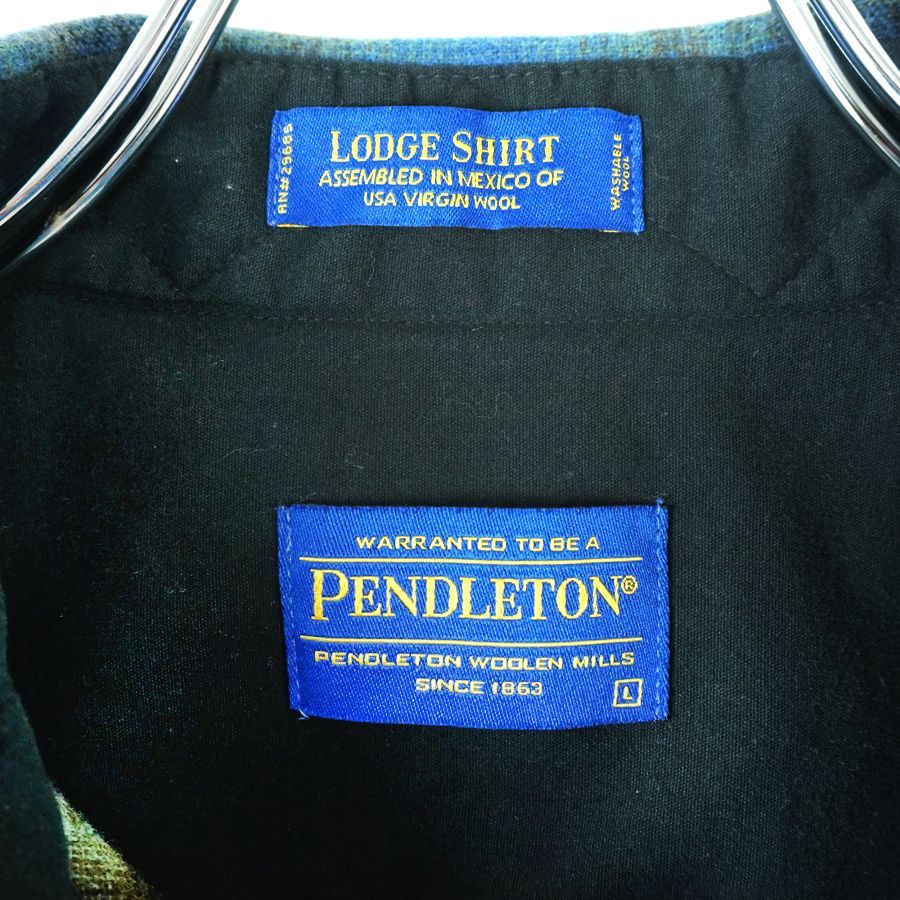 RN#29685
LODGE SHIRT
ASSEMBLED IN MEXICO OF
USA VIRGIN WOOL
WASHABLE
WOOL
WARRANTED TO BE A
PENDLETON®
PENDLETON WOOLEN MILLS
SINCE 1863
L